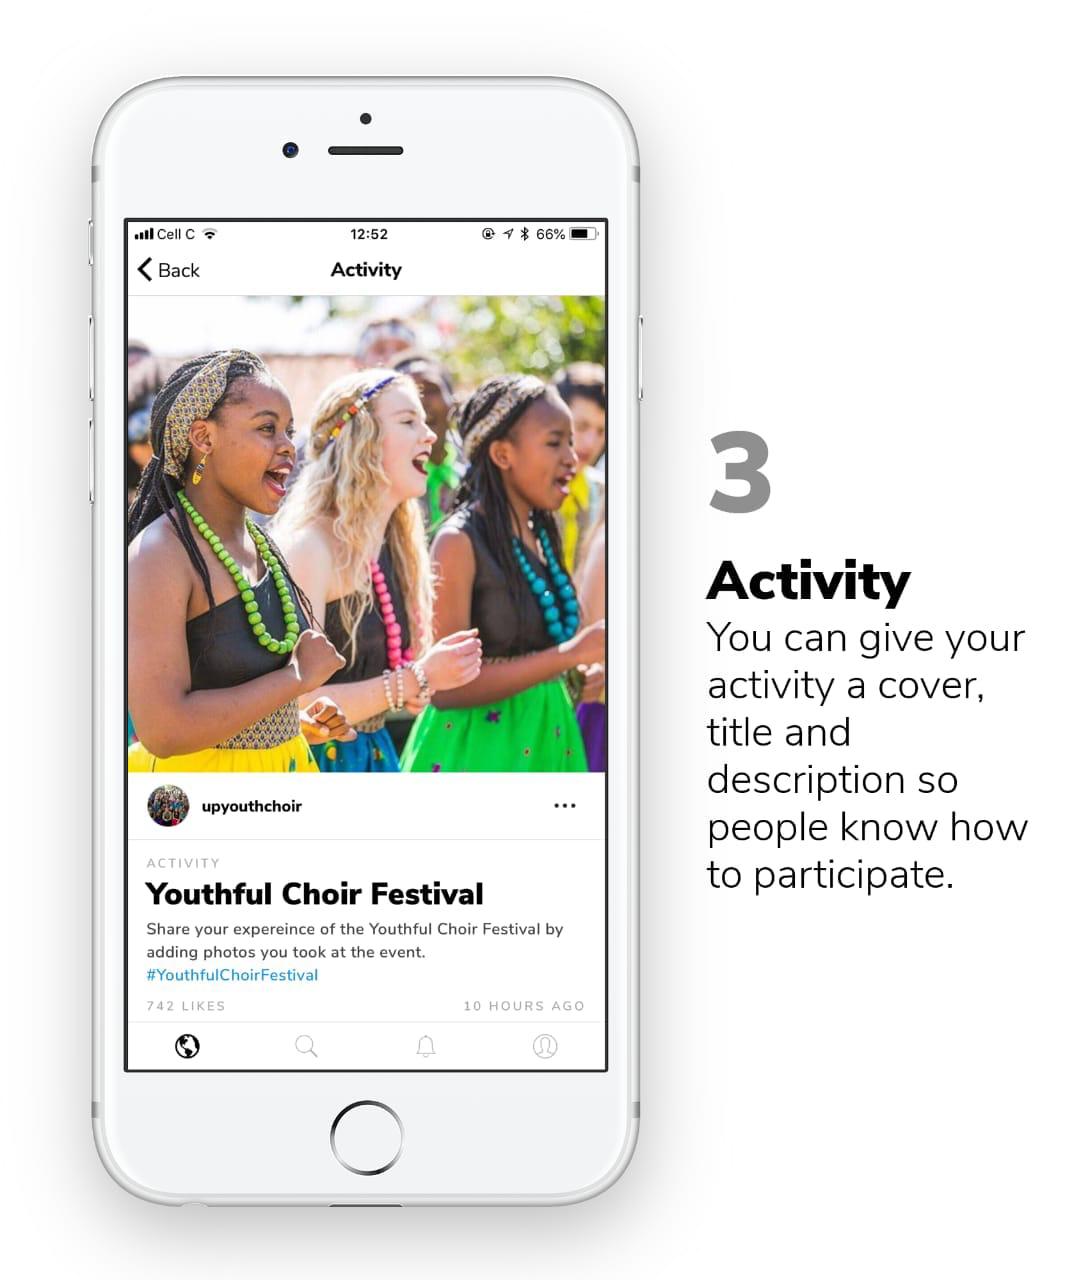 Cell C 12:52 66%
Back Activity
upyouthchoir
ACTIVITY
Youthful Choir Festival
Share your expereince of the Youthful Choir Festival by
adding photos you took at the event.
#YouthfulChoirFestival
742 LIKES 10 HOURS AGO
3
Activity
You can give your
activity a cover,
title and
description so
people know how
to participate.